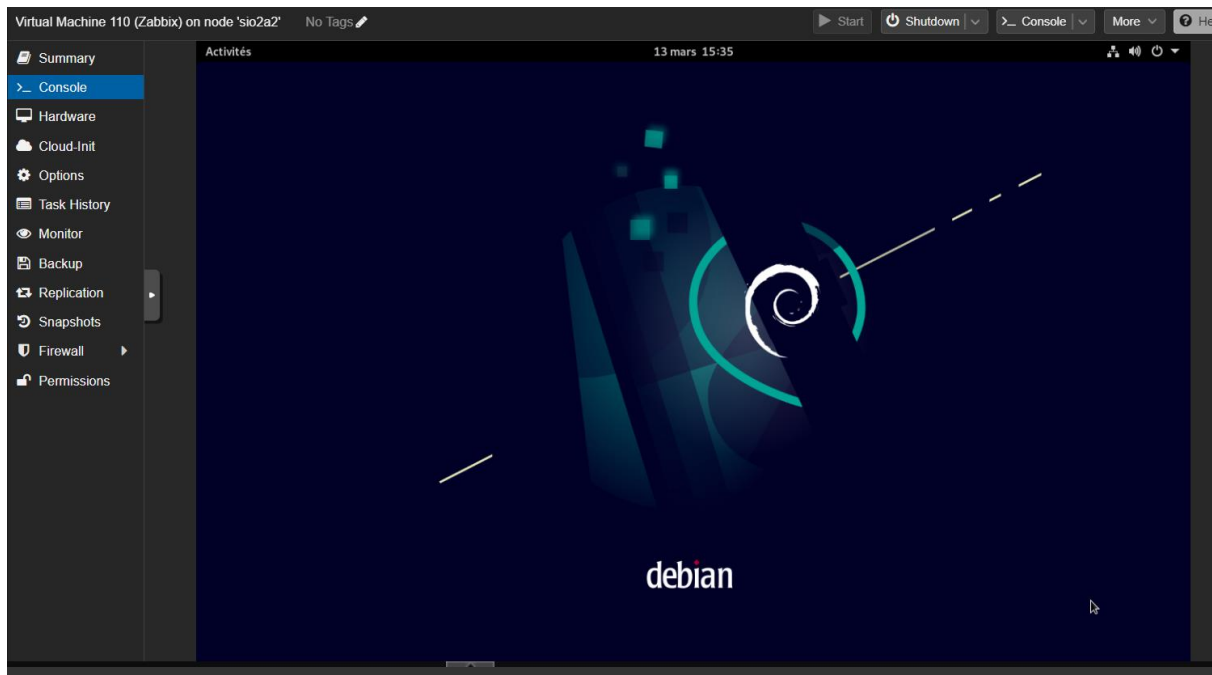 Virtual Machine 110 (Zabbix) on node 'sio2a2' No Tags Start Shutdown Console More
Summary
Console
Hardware
Cloud-Init
Options
Task History
Monitor
Backup
Replication
Snapshots
Firewall
Permissions
Activités 13 mars 15:35
debian